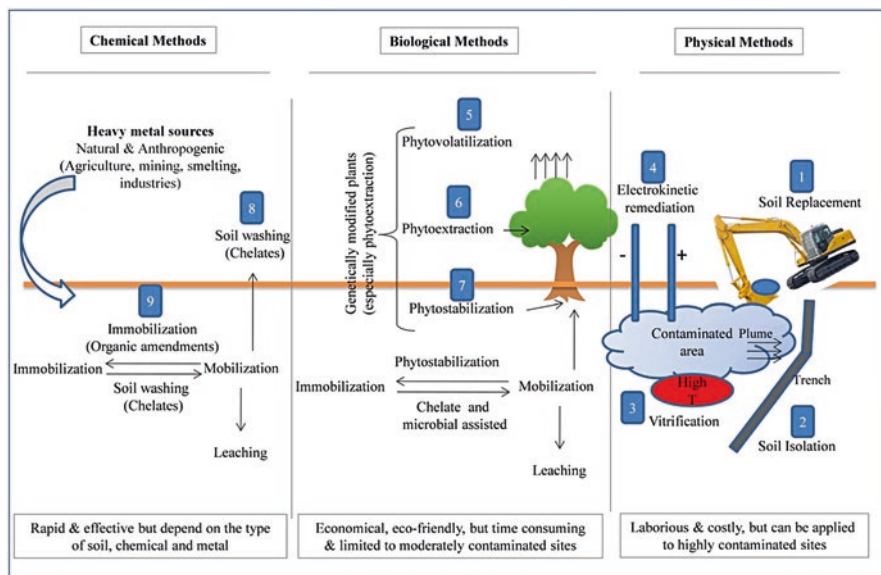 Chemical Methods
Heavy metal sources
Natural & Anthropogenic
(Agriculture, mining, smelting,
industries)
8
Soil washing
(Chelates)
9
Immobilization
(Organic amendments)
Immobilization
Mobilization
Soil washing
(Chelates)
Leaching
Rapid & effective but depend on the type
of soil, chemical and metal
Biological Methods
Genetically modified plants
(especially phytoextraction)
5
Phytovolatilization
6
Phytoextraction
7
Phytostabilization
Phytostabilization
Immobilization
Mobilization
Chelate and
microbial assisted
Leaching
Economical, eco-friendly, but time consuming
& limited to moderately contaminated sites
Physical Methods
4
Electrokinetic
remediation
1
Soil Replacement
-
+
Contaminated
area
Plume
High
T
3
Vitrification
Trench
2
Soil Isolation
Laborious & costly, but can be applied
to highly contaminated sites